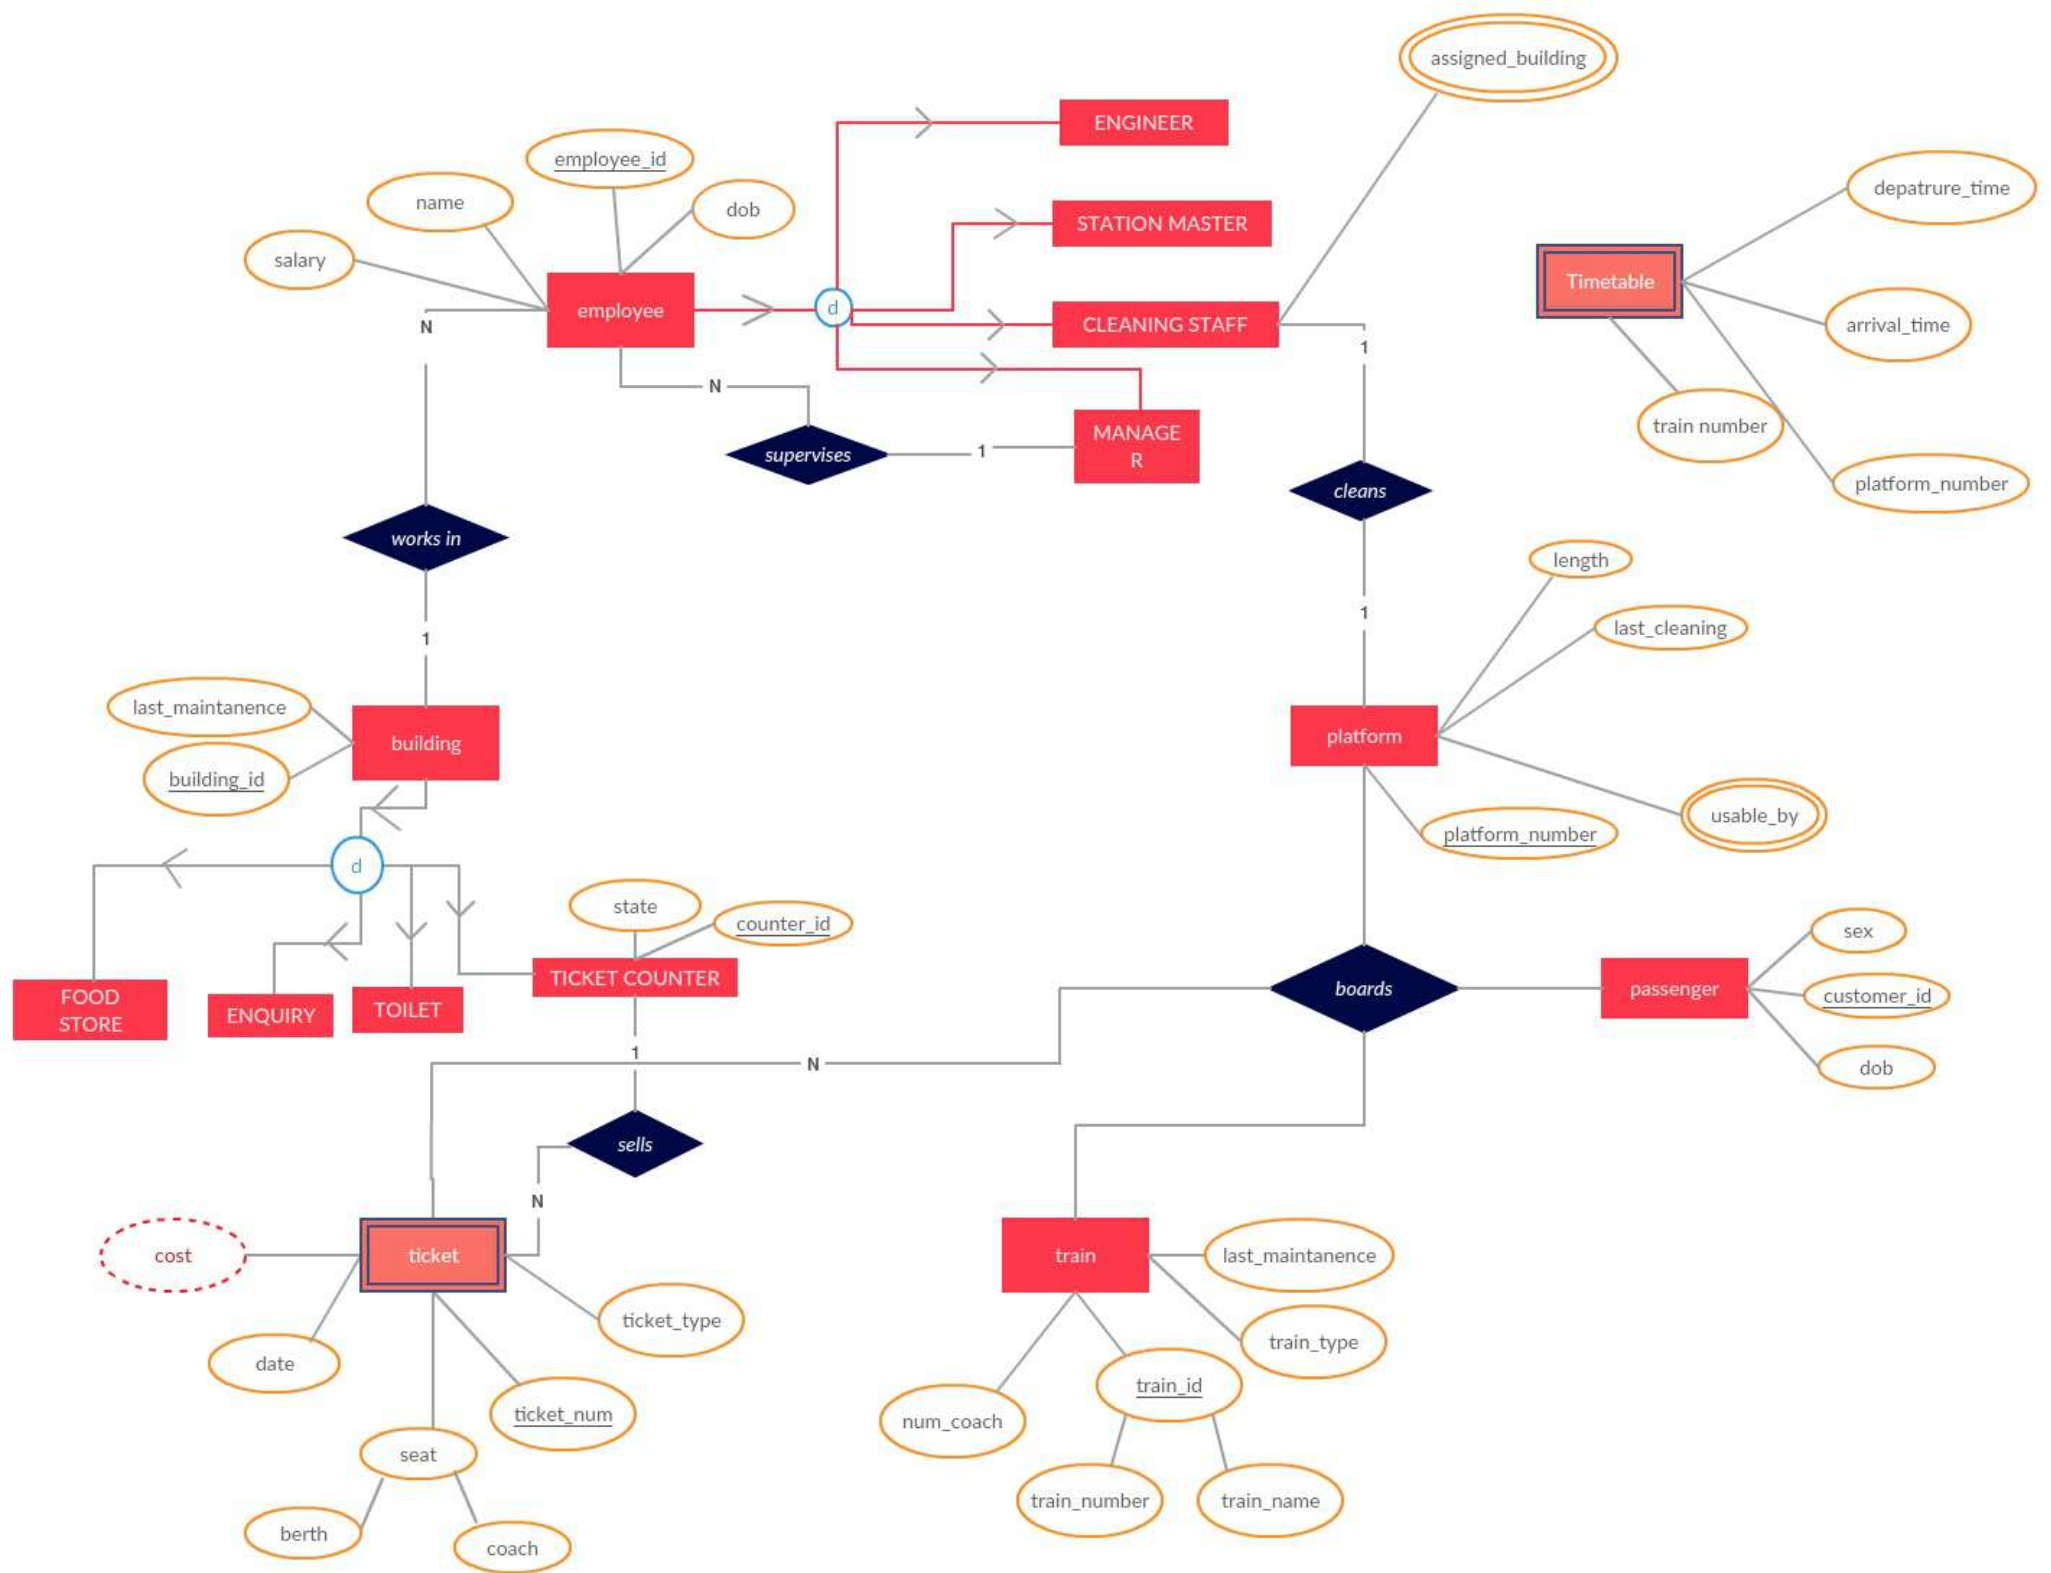 assigned_building
ENGINEER
employee_id
name
dob
salary
STATION MASTER
depatrure_time
Timetable
employee
d
CLEANING STAFF
arrival_time
N
1
N
MANAGE
R
train number
supervises
1
cleans
platform_number
works in
length
1
last_cleaning
1
last_maintanence
building
platform
building_id
usable_by
platform_number
d
state
counter_id
sex
FOOD
STORE
ENQUIRY
TOILET
TICKET COUNTER
boards
passenger
customer_id
1
N
dob
sells
N
cost
ticket
train
last_maintanence
ticket_type
train_type
date
ticket_num
train_id
num_coach
seat
train_number
train_name
berth
coach